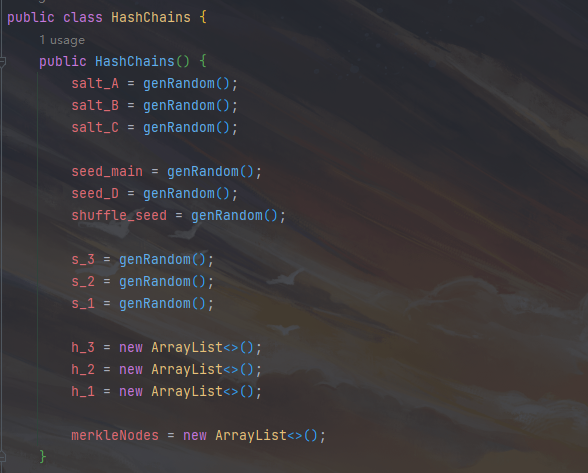 public class HashChains {
1 usage
public HashChains() {
salt_A = genRandom();
salt_B = genRandom();
salt_C = genRandom();
seed_main = genRandom();
seed_D = genRandom();
shuffle_seed = genRandom();
s_3 = genRandom();
s_2 = genRandom();
s_1 = genRandom();
h_3 = new ArrayList<>();
h_2 = new ArrayList<>();
h_1 = new ArrayList<>();
merkleNodes = new ArrayList<>();
}